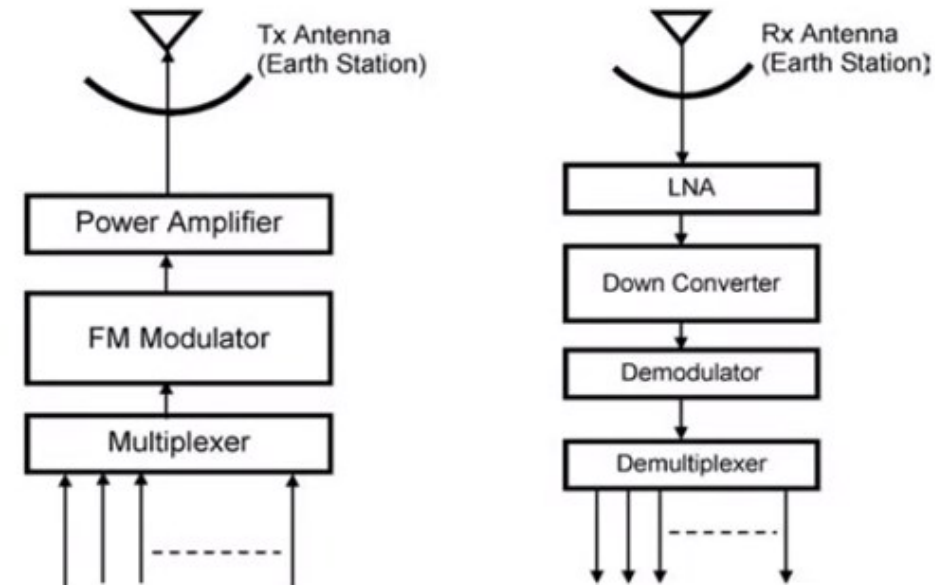 Tx Antenna
(Earth Station)
Power Amplifier
FM Modulator
Multiplexer
Rx Antenna
(Earth Station)
LNA
Down Converter
Demodulator
Demultiplexer